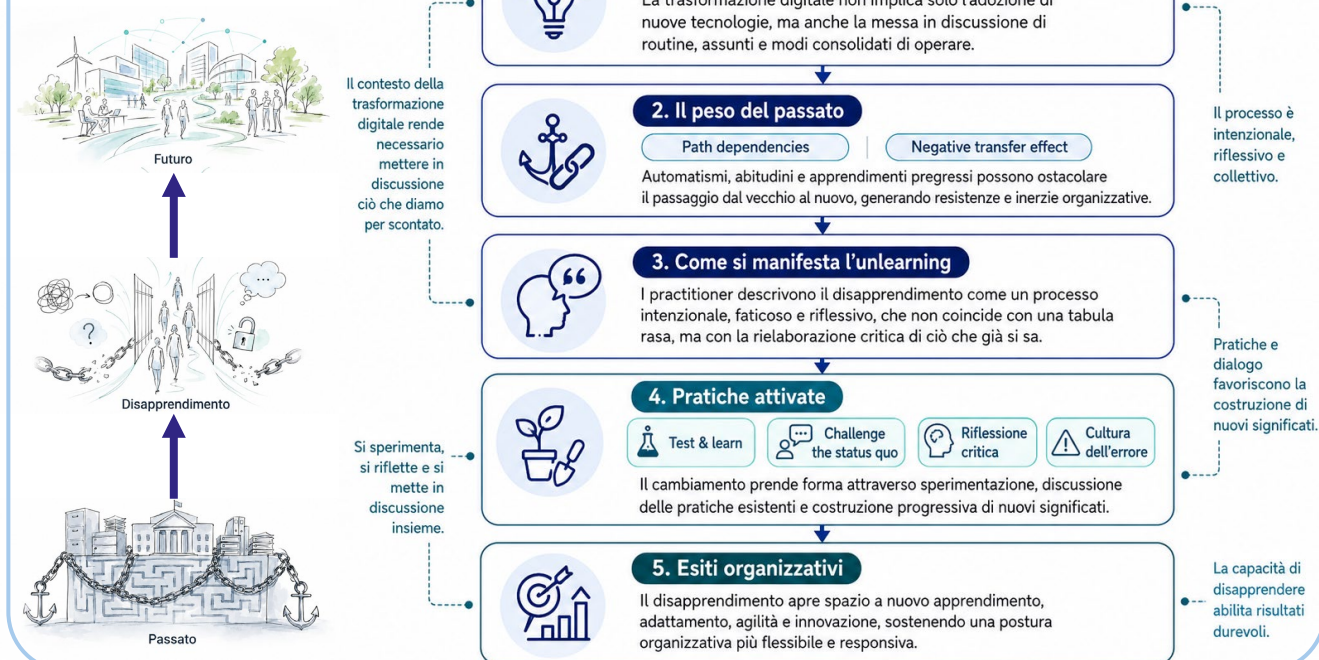 La trasformazione digitale non implica solo l'adozione di
nuove tecnologie, ma anche la messa in discussione di
routine, assunti e modi consolidati di operare.
Futuro
Il contesto della
trasformazione
digitale rende
necessario
mettere in
discussione
ciò che diamo
per scontato.
2. Il peso del passato
Path dependencies
Negative transfer effect
Automatismi, abitudini e apprendimenti pregressi possono ostacolare
il passaggio dal vecchio al nuovo, generando resistenze e inerzie organizzative.
Il processo è
intenzionale,
riflessivo e
collettivo.
3. Come si manifesta l'unlearning
I practitioner descrivono il disapprendimento come un processo
intenzionale, faticoso e riflessivo, che non coincide con una tabula
rasa, ma con la rielaborazione critica di ciò che già si sa.
?
...
Disapprendimento
Pratiche e
dialogo
favoriscono la
costruzione di
nuovi significati.
4. Pratiche attivate
Test & learn
Challenge
the status quo
Riflessione
critica
Cultura
dell'errore
Il cambiamento prende forma attraverso sperimentazione, discussione
delle pratiche esistenti e costruzione progressiva di nuovi significati.
Si sperimenta,
si riflette e si
mette in
discussione
insieme.
5. Esiti organizzativi
Il disapprendimento apre spazio a nuovo apprendimento,
adattamento, agilità e innovazione, sostenendo una postura
organizzativa più flessibile e responsiva.
La capacità di
disapprendere
abilita risultati
durevoli.
Passato